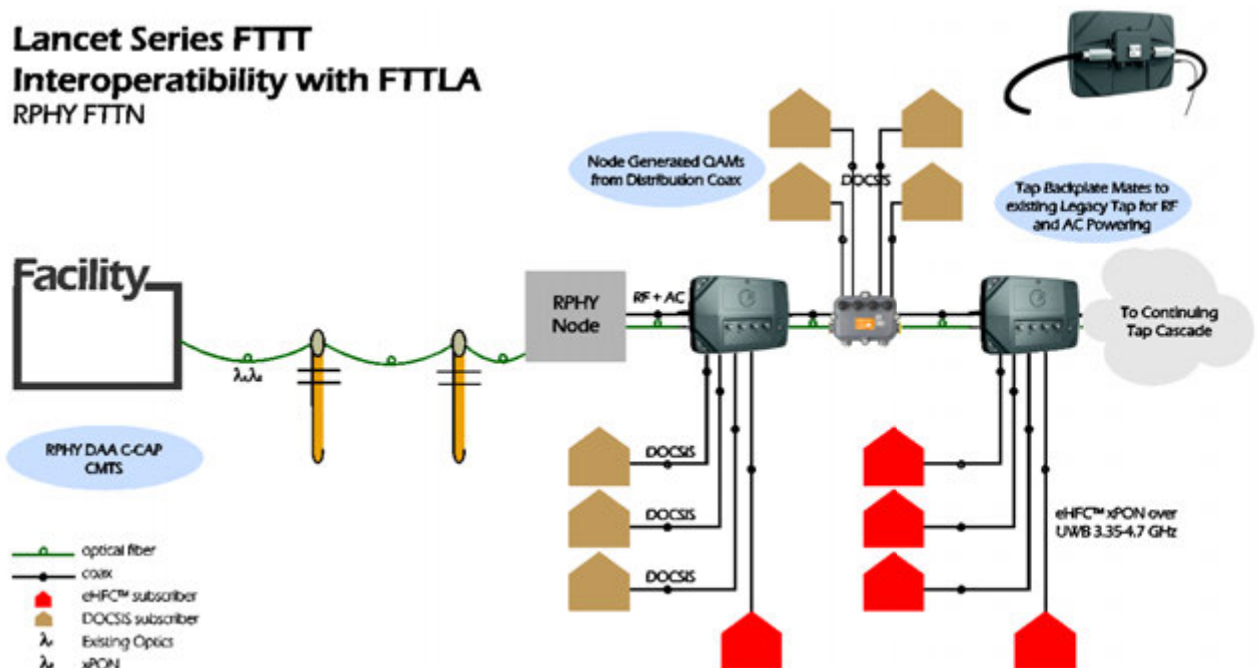 Lancet Series FTTT
Interoperatibility with FTTLA
RPHY FTTN
Node Generated QAMs
from Distribution Coax
DOCSIS
Tap Backplate Mates to
existing Legacy Tap for RF
and AC Powering
Facility
RPHY
Node
RF + AC
To Continuing
Tap Cascade
λ₁λ₂
RPHY DAA C-CAP
CMTS
DOCSIS
DOCSIS
DOCSIS
eHFC™ xPON over
UWB 3.35-4.7 GHz
optical fiber
coax
eHFC™ subscriber
DOCSIS subscriber
λ₁ Existing Optics
λ₂ xPON